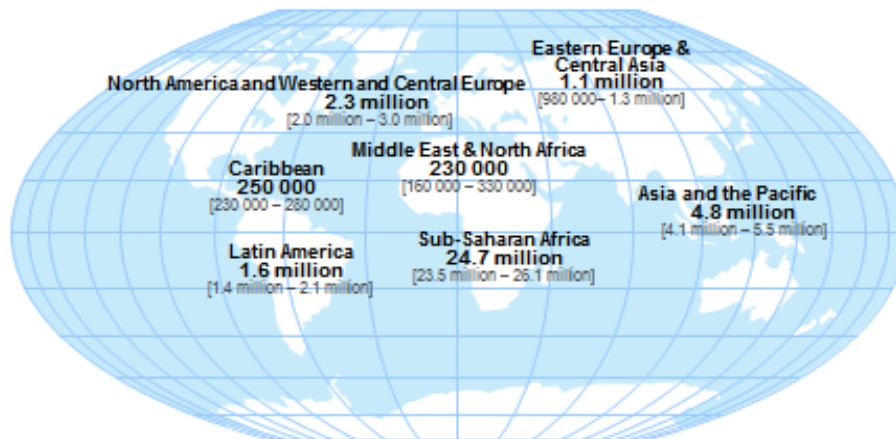 Eastern Europe &
Central Asia
1.1 million
[980 000– 1.3 million]
North America and Western and Central Europe
2.3 million
[2.0 million – 3.0 million]
Middle East & North Africa
230 000
[160 000 – 330 000]
Caribbean
250 000
[230 000 – 280 000]
Asia and the Pacific
4.8 million
[4.1 million – 5.5 million]
Sub-Saharan Africa
24.7 million
[23.5 million – 26.1 million]
Latin America
1.6 million
[1.4 million – 2.1 million]